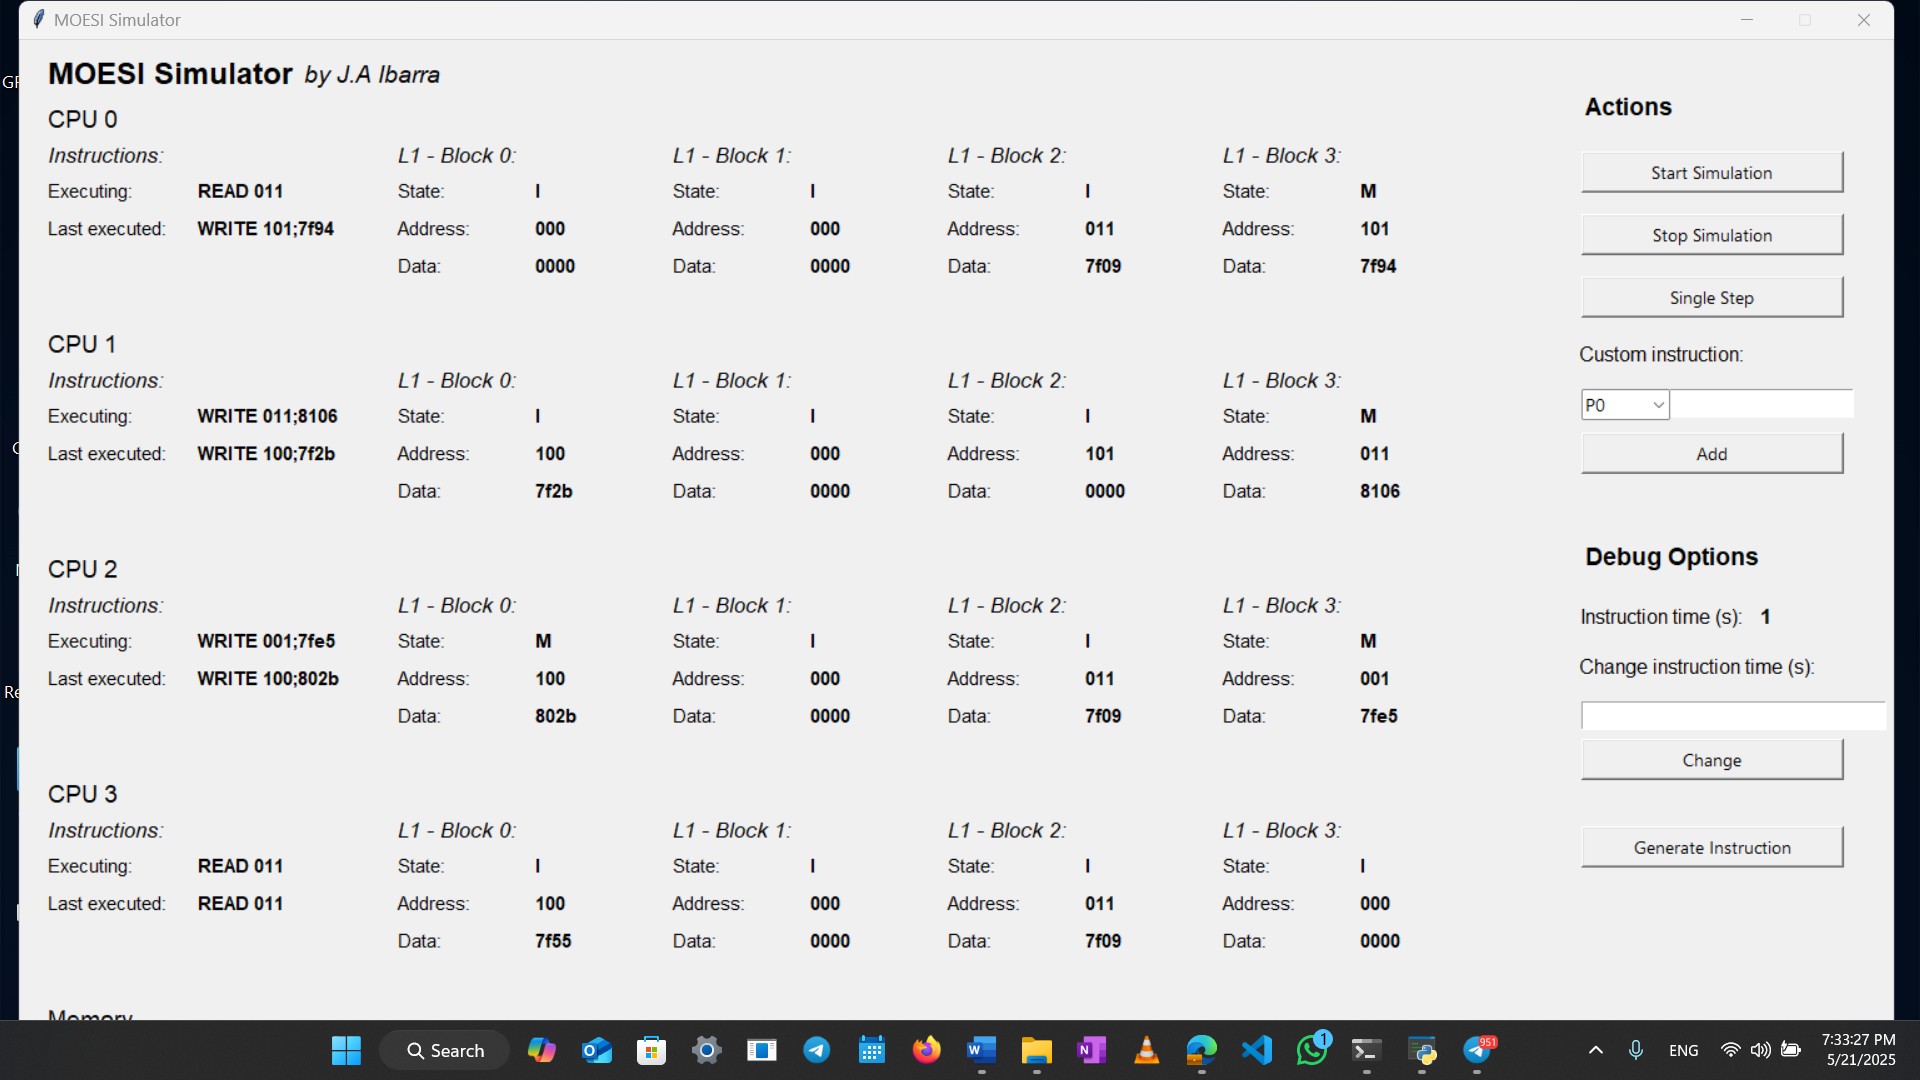 MOESI Simulator
MOESI Simulator by J.A Ibarra
CPU 0
Instructions: L1 - Block 0: L1 - Block 1: L1 - Block 2: L1 - Block 3:
Executing: READ 011 State: I State: I State: I State: M
Last executed: WRITE 101;7f94 Address: 000 Address: 000 Address: 011 Address: 101
Data: 0000 Data: 0000 Data: 7f09 Data: 7f94
CPU 1
Instructions: L1 - Block 0: L1 - Block 1: L1 - Block 2: L1 - Block 3:
Executing: WRITE 011;8106 State: I State: I State: I State: M
Last executed: WRITE 100;7f2b Address: 100 Address: 000 Address: 101 Address: 011
Data: 7f2b Data: 0000 Data: 0000 Data: 8106
CPU 2
Instructions: L1 - Block 0: L1 - Block 1: L1 - Block 2: L1 - Block 3:
Executing: WRITE 001;7fe5 State: M State: I State: I State: M
Last executed: WRITE 100;802b Address: 100 Address: 000 Address: 011 Address: 001
Data: 802b Data: 0000 Data: 7f09 Data: 7fe5
CPU 3
Instructions: L1 - Block 0: L1 - Block 1: L1 - Block 2: L1 - Block 3:
Executing: READ 011 State: I State: I State: I State: I
Last executed: READ 011 Address: 100 Address: 000 Address: 011 Address: 000
Data: 7f55 Data: 0000 Data: 7f09 Data: 0000
Memory
Actions
Start Simulation
Stop Simulation
Single Step
Custom instruction:
P0
Add
Debug Options
Instruction time (s): 1
Change instruction time (s):
Change
Generate Instruction
Search
1
951
ENG
7:33:27 PM
5/21/2025